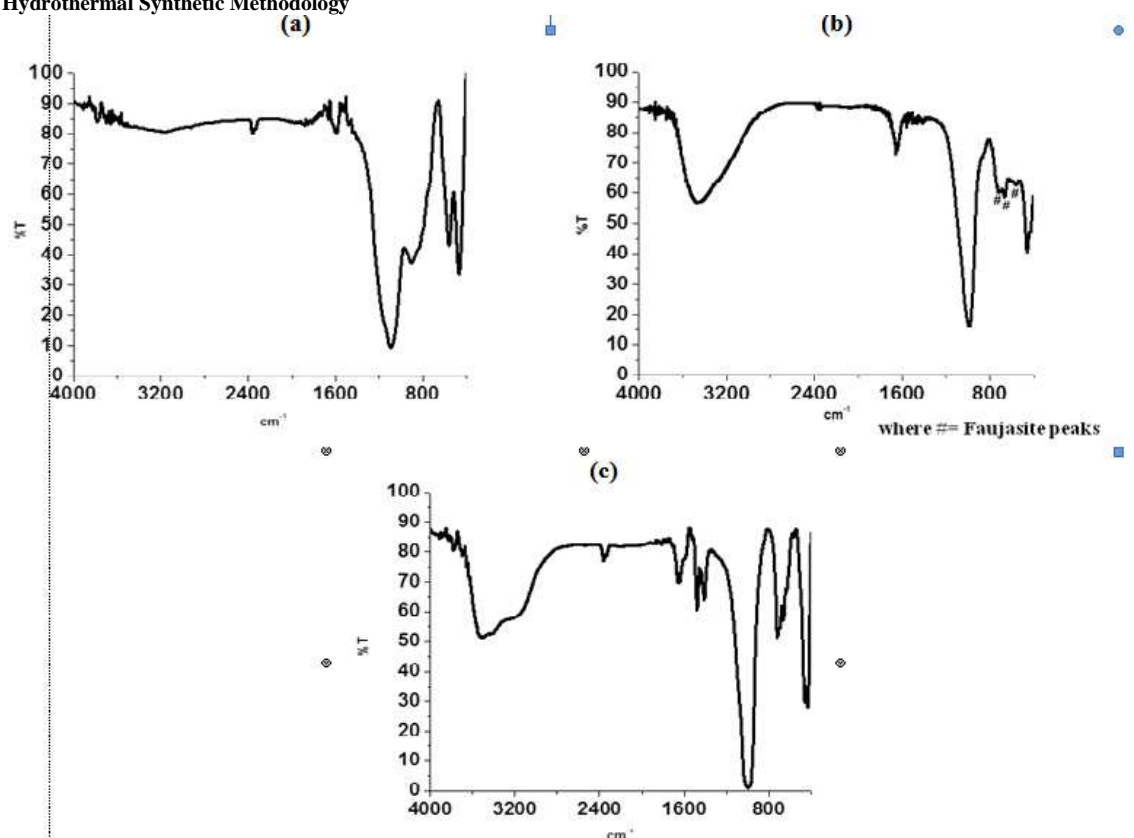 Hydrothermal Synthetic Methodology
(a)
100
90
80
70
60
50
40
30
20
10
0
%T
4000 3200 2400 1600 800
cm⁻¹
(b)
100
90
80
70
60
50
40
30
20
10
0
%T
# # #
4000 3200 2400 1600 800
cm⁻¹
where #= Faujasite peaks
(c)
100
90
80
70
60
50
40
30
20
10
0
%T
4000 3200 2400 1600 800
cm⁻¹